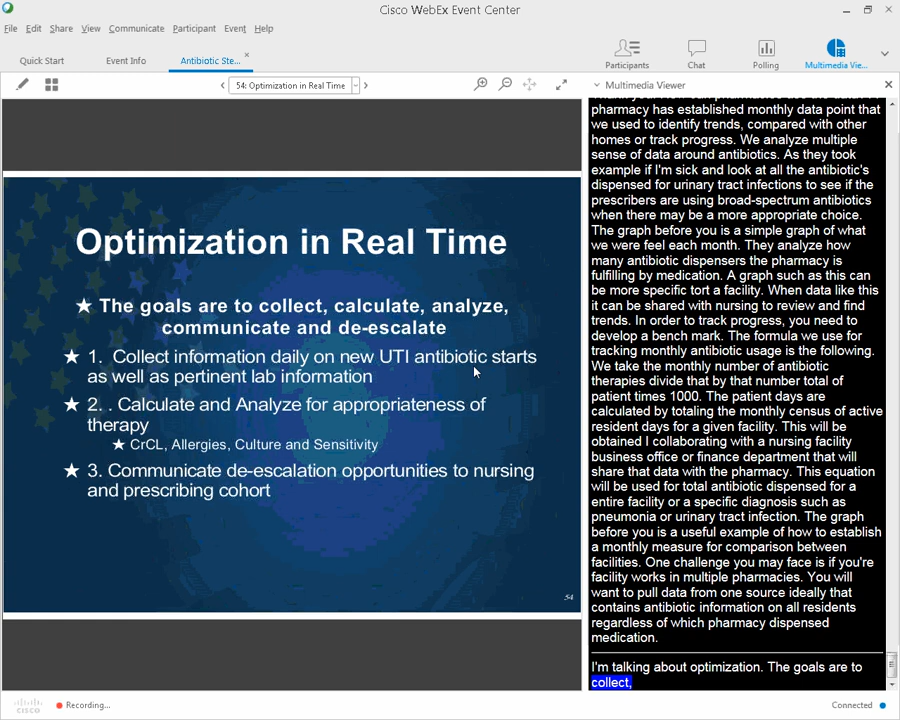 Cisco WebEx Event Center
File Edit Share View Communicate Participant Event Help
Quick Start Event Info Antibiotic Ste... ×
Participants Chat Polling Multimedia Vie...
54: Optimization in Real Time
Multimedia Viewer
Optimization in Real Time
★ The goals are to collect, calculate, analyze,
communicate and de-escalate
★ 1. Collect information daily on new UTI antibiotic starts
as well as pertinent lab information
★ 2. . Calculate and Analyze for appropriateness of
therapy
★ CrCL, Allergies, Culture and Sensitivity
★ 3. Communicate de-escalation opportunities to nursing
and prescribing cohort
54
pharmacy has established monthly data point that
we used to identify trends, compared with other
homes or track progress. We analyze multiple
sense of data around antibiotics. As they took
example if I'm sick and look at all the antibiotic's
dispensed for urinary tract infections to see if the
prescribers are using broad-spectrum antibiotics
when there may be a more appropriate choice.
The graph before you is a simple graph of what
we were feel each month. They analyze how
many antibiotic dispensers the pharmacy is
fulfilling by medication. A graph such as this can
be more specific tort a facility. When data like this
it can be shared with nursing to review and find
trends. In order to track progress, you need to
develop a bench mark. The formula we use for
tracking monthly antibiotic usage is the following.
We take the monthly number of antibiotic
therapies divide that by that number total of
patient times 1000. The patient days are
calculated by totaling the monthly census of active
resident days for a given facility. This will be
obtained I collaborating with a nursing facility
business office or finance department that will
share that data with the pharmacy. This equation
will be used for total antibiotic dispensed for a
entire facility or a specific diagnosis such as
pneumonia or urinary tract infection. The graph
before you is a useful example of how to establish
a monthly measure for comparison between
facilities. One challenge you may face is if you're
facility works in multiple pharmacies. You will
want to pull data from one source ideally that
contains antibiotic information on all residents
regardless of which pharmacy dispensed
medication.
I'm talking about optimization. The goals are to
collect,
cisco Recording... Connected